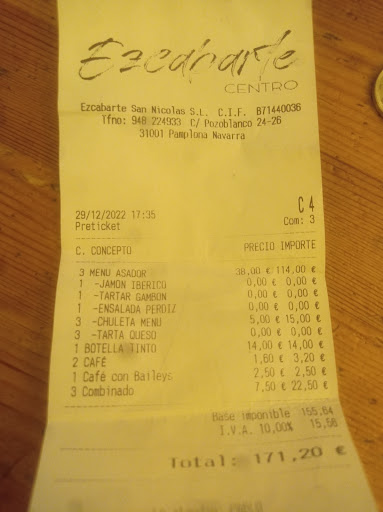 Ezcabarte
CENTRO
Ezcabarte San Nicolas S.L. C.I.F. B71440036
Tfno: 948 224933 C/ Pozoblanco 24-26
31001 Pamplona Navarra
C 4
29/12/2022 17:35 Com: 3
Preticket
C. CONCEPTO PRECIO IMPORTE
3 MENU ASADOR 38,00 € 114,00 €
1 -JAMON IBERICO 0,00 € 0,00 €
1 -TARTAR GAMBON 0,00 € 0,00 €
1 -ENSALADA PERDIZ 0,00 € 0,00 €
3 -CHULETA MENU 5,00 € 15,00 €
3 -TARTA QUESO 0,00 € 0,00 €
1 BOTELLA TINTO 14,00 € 14,00 €
2 CAFÉ 1,60 € 3,20 €
1 Café con Baileys 2,50 € 2,50 €
3 Combinado 7,50 € 22,50 €
Base imponible 155,64
I.V.A. 10,00% 15,56
Total: 171,20 €